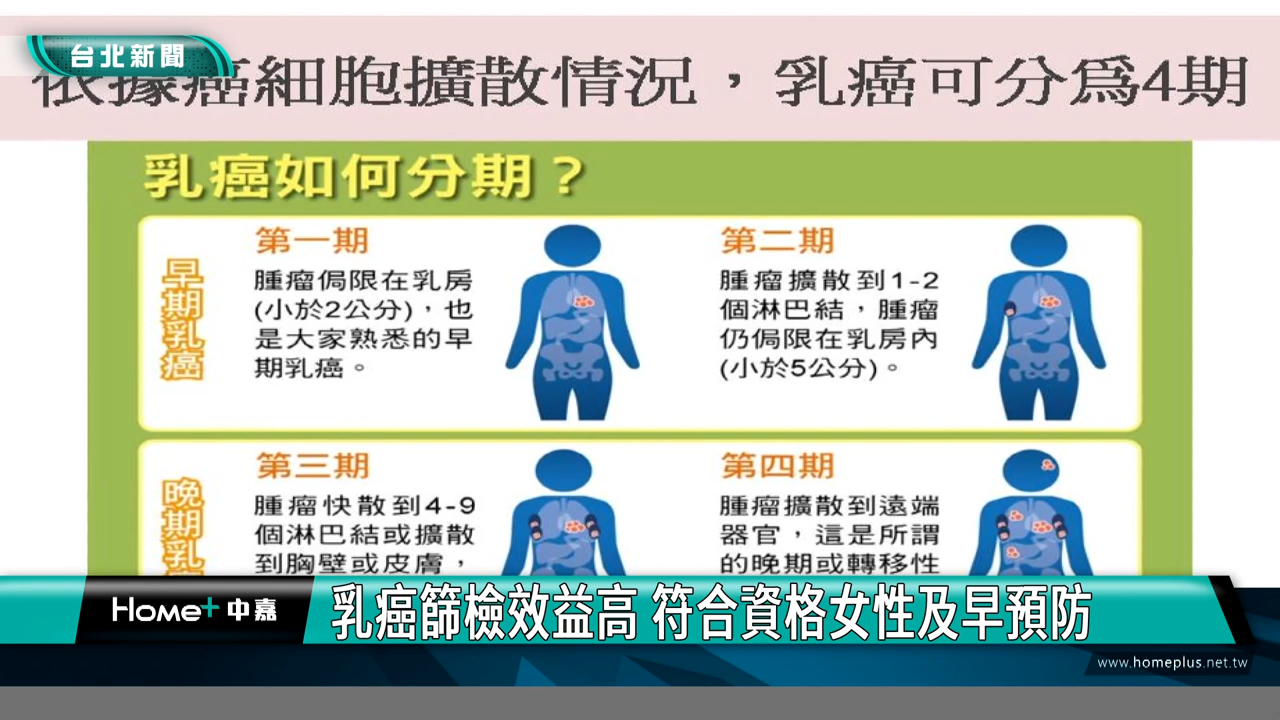 台北新聞
依據癌細胞擴散情況，乳癌可分為4期
乳癌如何分期？
早期乳癌
第一期
腫瘤侷限在乳房
(小於2公分)，也
是大家熟悉的早
期乳癌。
第二期
腫瘤擴散到1-2
個淋巴結，腫瘤
仍侷限在乳房內
(小於5公分)。
晚期乳
第三期
腫瘤快散到4-9
個淋巴結或擴散
到胸壁或皮膚，
第四期
腫瘤擴散到遠端
器官，這是所謂
的晚期或轉移性
Home+中嘉
乳癌篩檢效益高 符合資格女性及早預防
www.homeplus.net.tw